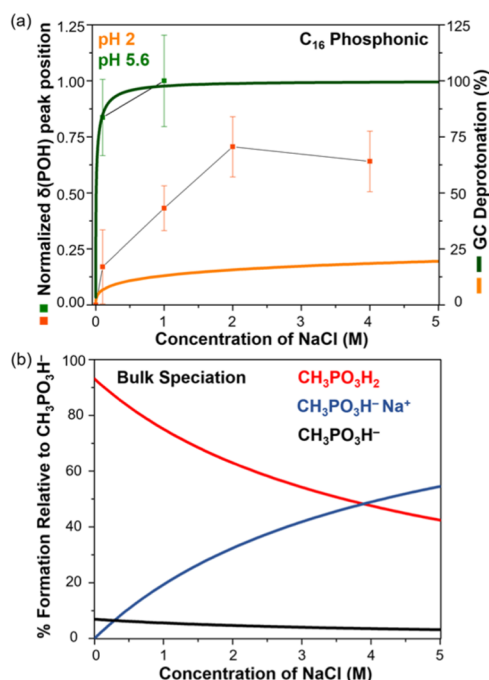 (a)
pH 2
pH 5.6
C₁₆ Phosphonic
Normalized δ(POH) peak position
1.00
0.75
0.50
0.25
0.00
GC Deprotonation (%)
125
100
75
50
25
0
0 1 2 3 4 5
Concentration of NaCl (M)
(b)
Bulk Speciation
CH₃PO₃H₂
CH₃PO₃H⁻ Na⁺
CH₃PO₃H⁻
% Formation Relative to CH₃PO₃H⁻
100
80
60
40
20
0
0 1 2 3 4 5
Concentration of NaCl (M)